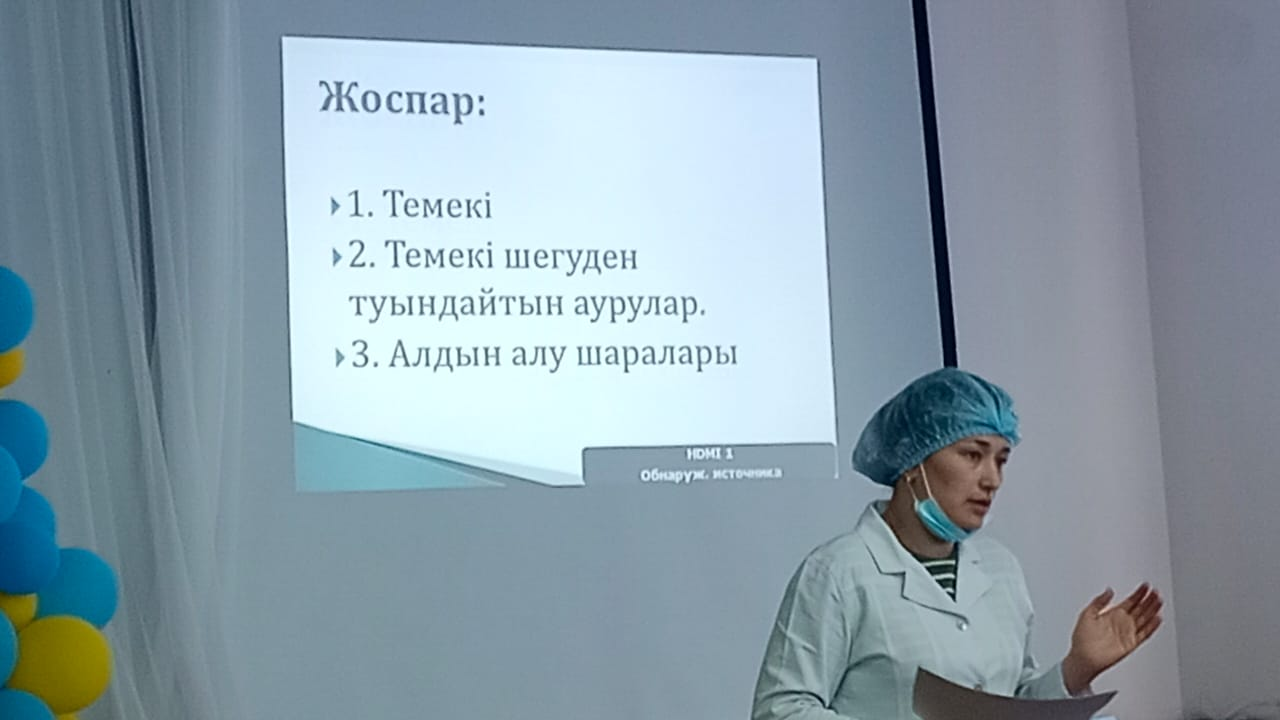 Жоспар:
1. Темекі
2. Темекі шегуден
туындайтын аурулар.
3. Алдын алу шаралары
HDMI 1
Обнаруж. источника